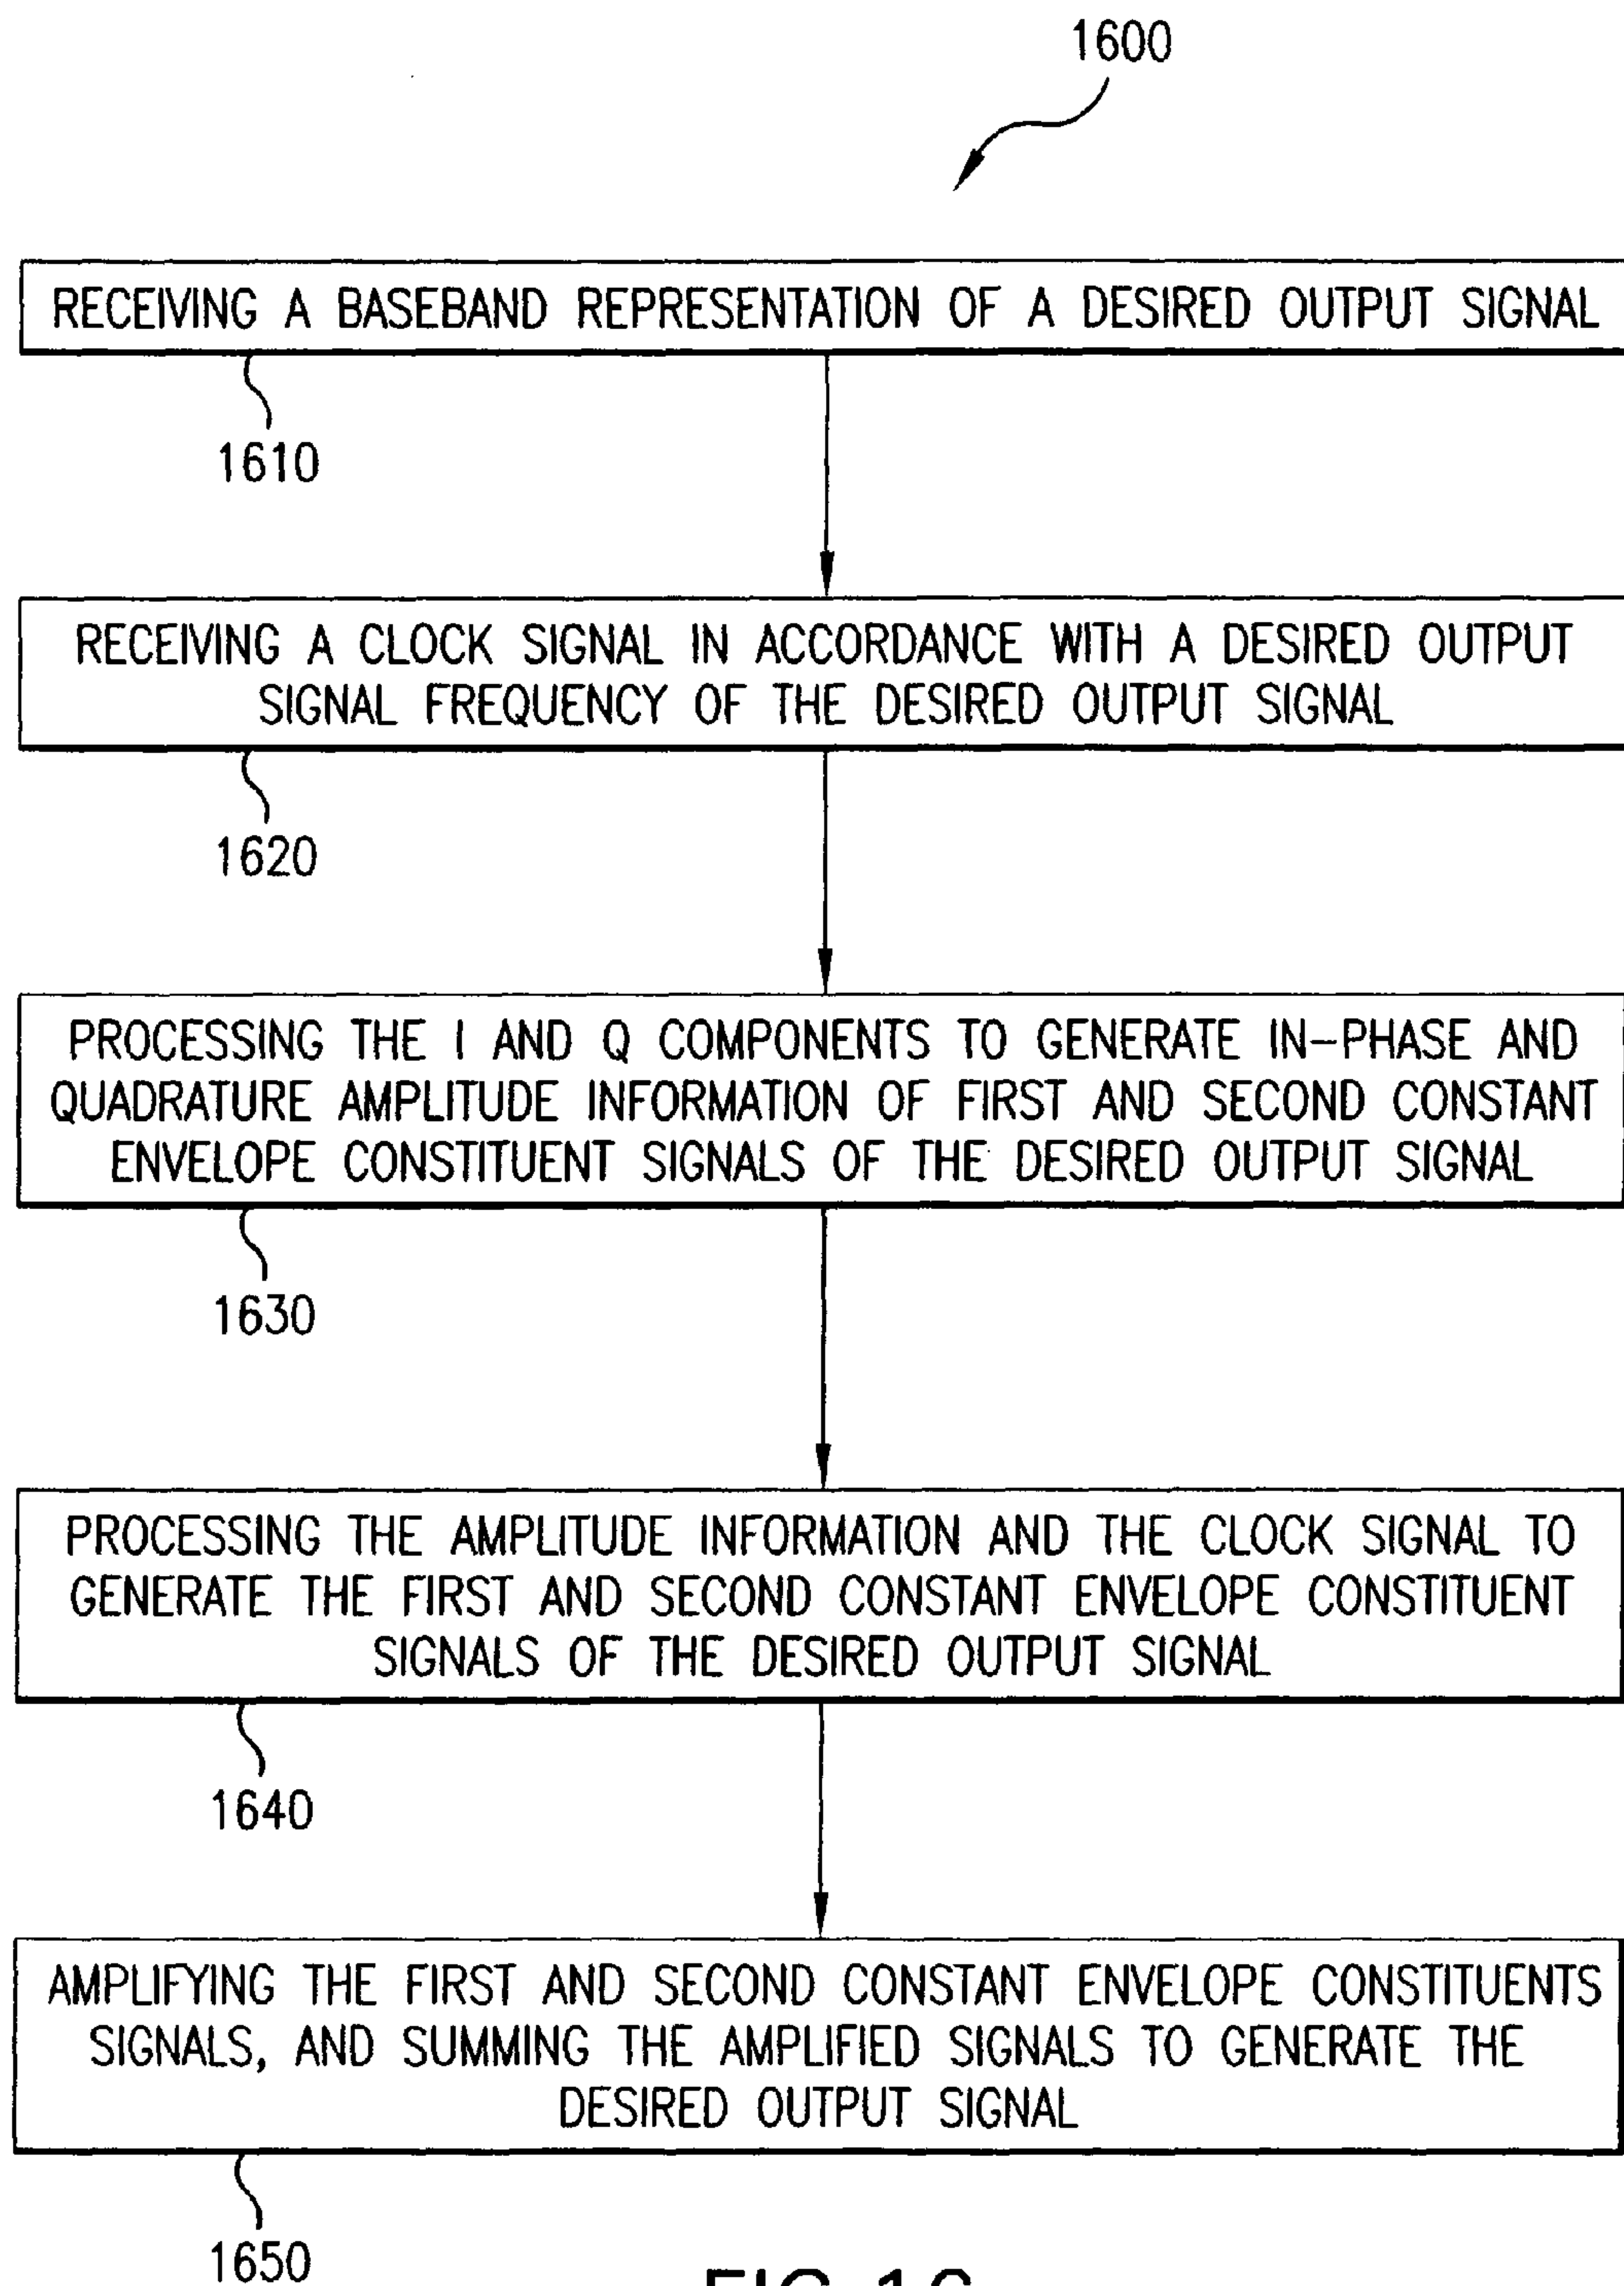 1600
RECEIVING A BASEBAND REPRESENTATION OF A DESIRED OUTPUT SIGNAL
1610
RECEIVING A CLOCK SIGNAL IN ACCORDANCE WITH A DESIRED OUTPUT
SIGNAL FREQUENCY OF THE DESIRED OUTPUT SIGNAL
1620
PROCESSING THE I AND Q COMPONENTS TO GENERATE IN-PHASE AND
QUADRATURE AMPLITUDE INFORMATION OF FIRST AND SECOND CONSTANT
ENVELOPE CONSTITUENT SIGNALS OF THE DESIRED OUTPUT SIGNAL
1630
PROCESSING THE AMPLITUDE INFORMATION AND THE CLOCK SIGNAL TO
GENERATE THE FIRST AND SECOND CONSTANT ENVELOPE CONSTITUENT
SIGNALS OF THE DESIRED OUTPUT SIGNAL
1640
AMPLIFYING THE FIRST AND SECOND CONSTANT ENVELOPE CONSTITUENTS
SIGNALS, AND SUMMING THE AMPLIFIED SIGNALS TO GENERATE THE
DESIRED OUTPUT SIGNAL
1650